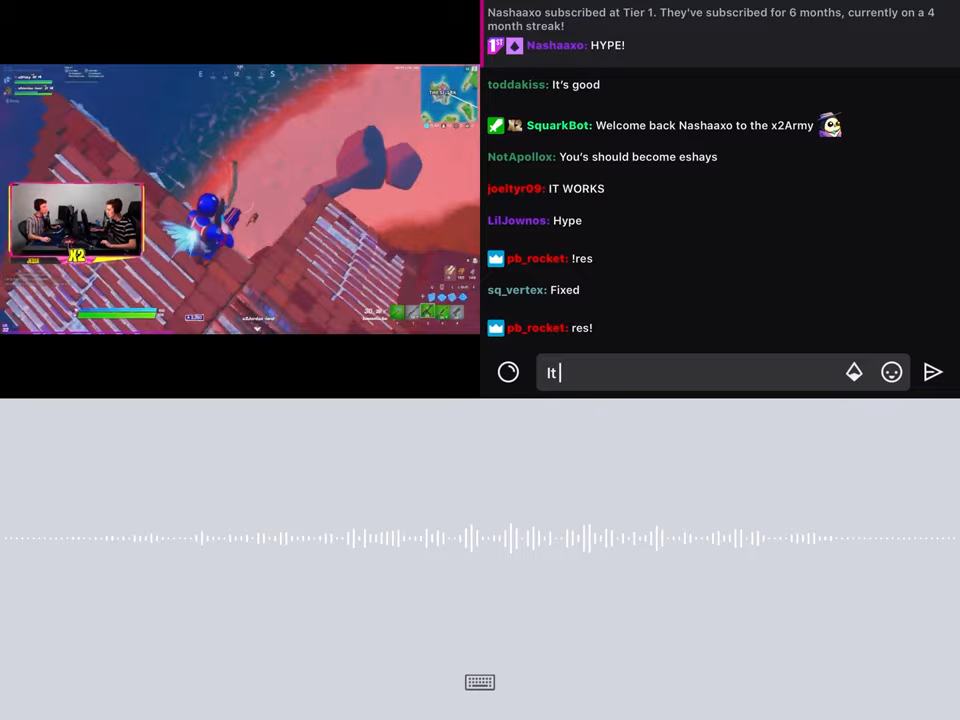 Nashaaxo subscribed at Tier 1. They've subscribed for 6 months, currently on a 4
month streak!
1ST Nashaaxo: HYPE!
toddakiss: It's good
SquarkBot: Welcome back Nashaaxo to the x2Army
NotApollox: You's should become eshays
joeltyr09: IT WORKS
LilJownos: Hype
pb_rocket: !res
sq_vertex: Fixed
pb_rocket: res!
It
E
SE
S
X2